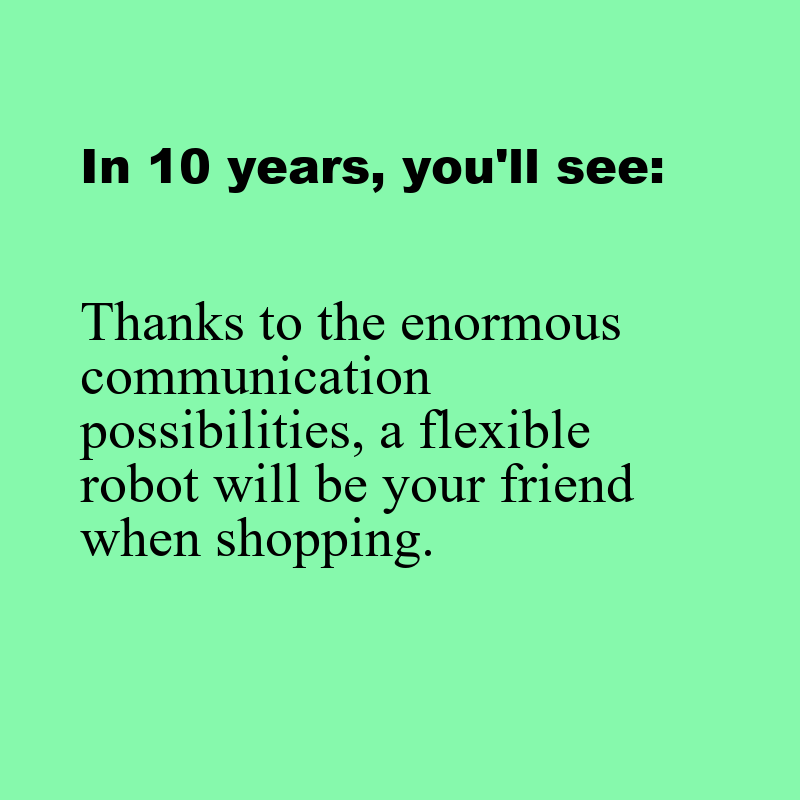 In 10 years, you'll see:
Thanks to the enormous
communication
possibilities, a flexible
robot will be your friend
when shopping.